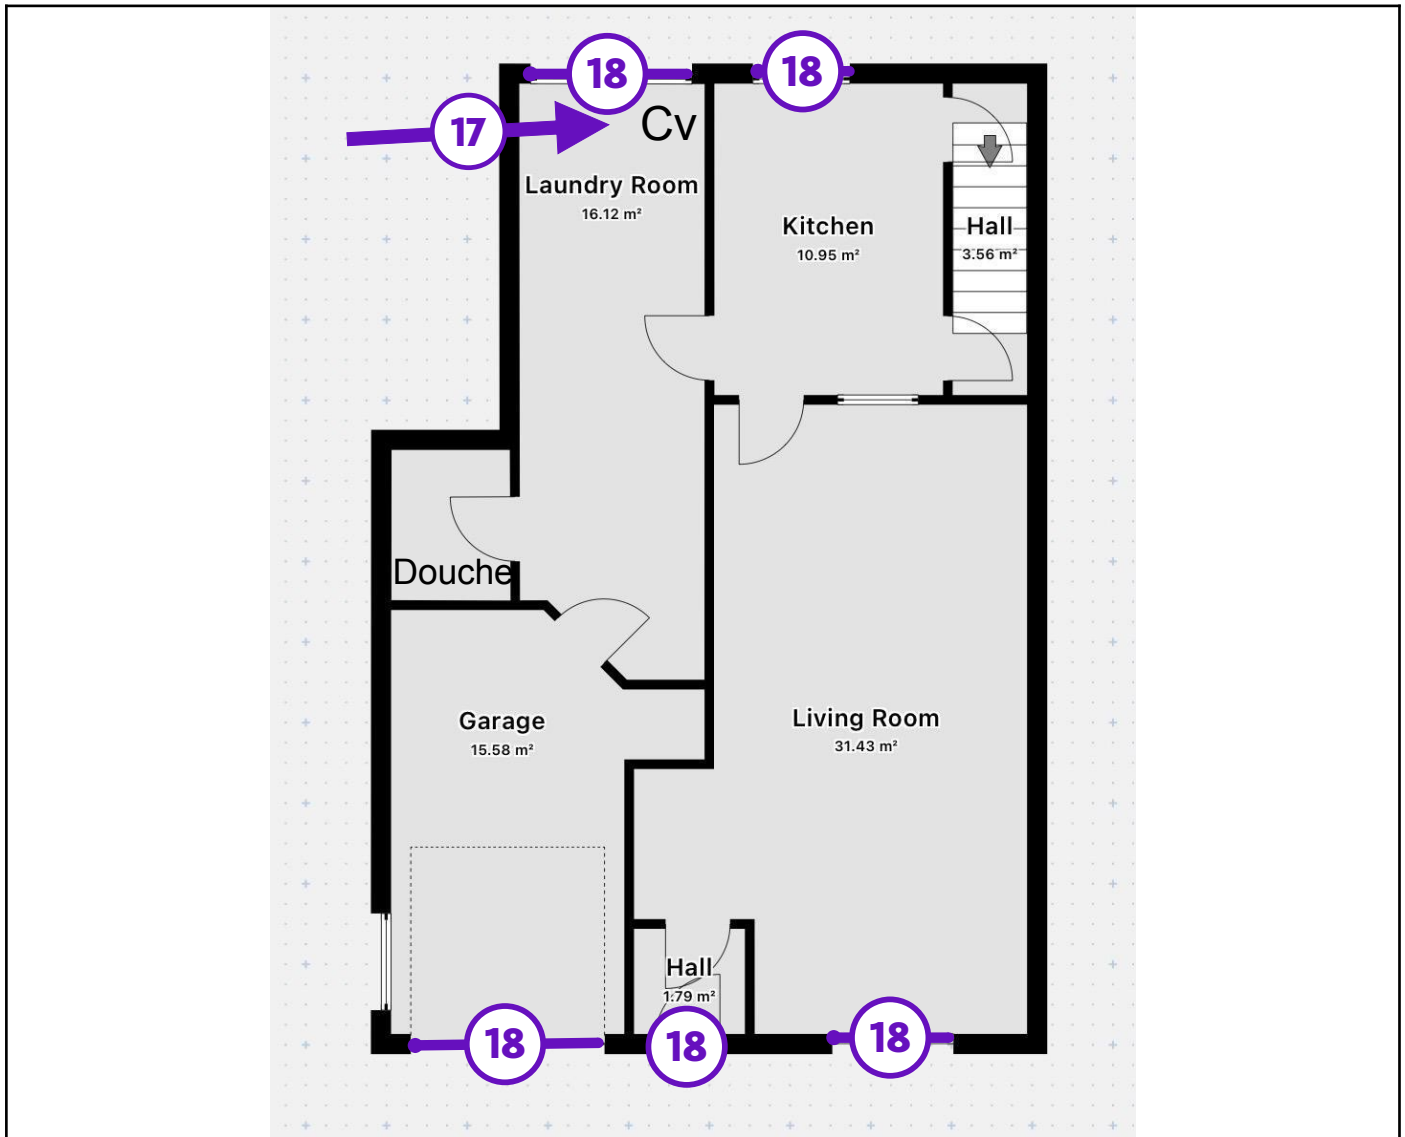 18
18
17
Cv
Laundry Room
16.12 m²
Kitchen
10.95 m²
Hall
3.56 m²
Douche
Garage
15.58 m²
Living Room
31.43 m²
Hall
1.79 m²
18
18
18